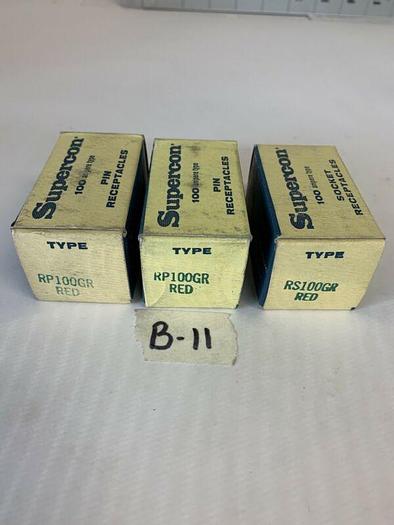 Supercon®
100 ampere type
PIN
RECEPTACLES
TYPE
RP100GR
RED
Supercon®
100 ampere type
PIN
RECEPTACLES
TYPE
RP100GR
RED
Supercon®
100 ampere type
SOCKET
RECEPTACLES
TYPE
RS100GR
RED
B-11